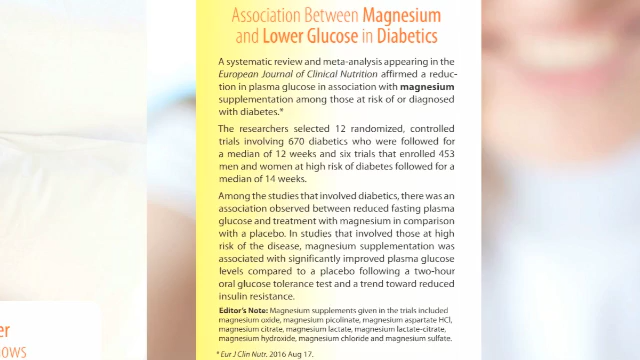 Association Between Magnesium
and Lower Glucose in Diabetics
A systematic review and meta-analysis appearing in the
European Journal of Clinical Nutrition affirmed a reduc-
tion in plasma glucose in association with magnesium
supplementation among those at risk of or diagnosed
with diabetes.*
The researchers selected 12 randomized, controlled
trials involving 670 diabetics who were followed for
a median of 12 weeks and six trials that enrolled 453
men and women at high risk of diabetes followed for a
median of 14 weeks.
Among the studies that involved diabetics, there was an
association observed between reduced fasting plasma
glucose and treatment with magnesium in comparison
with a placebo. In studies that involved those at high
risk of the disease, magnesium supplementation was
associated with significantly improved plasma glucose
levels compared to a placebo following a two-hour
oral glucose tolerance test and a trend toward reduced
insulin resistance.
Editor's Note: Magnesium supplements given in the trials included
magnesium oxide, magnesium picolinate, magnesium aspartate HCl,
magnesium citrate, magnesium lactate, magnesium lactate-citrate,
magnesium hydroxide, magnesium chloride and magnesium sulfate.
* Eur J Clin Nutr. 2016 Aug 17.
er
ows